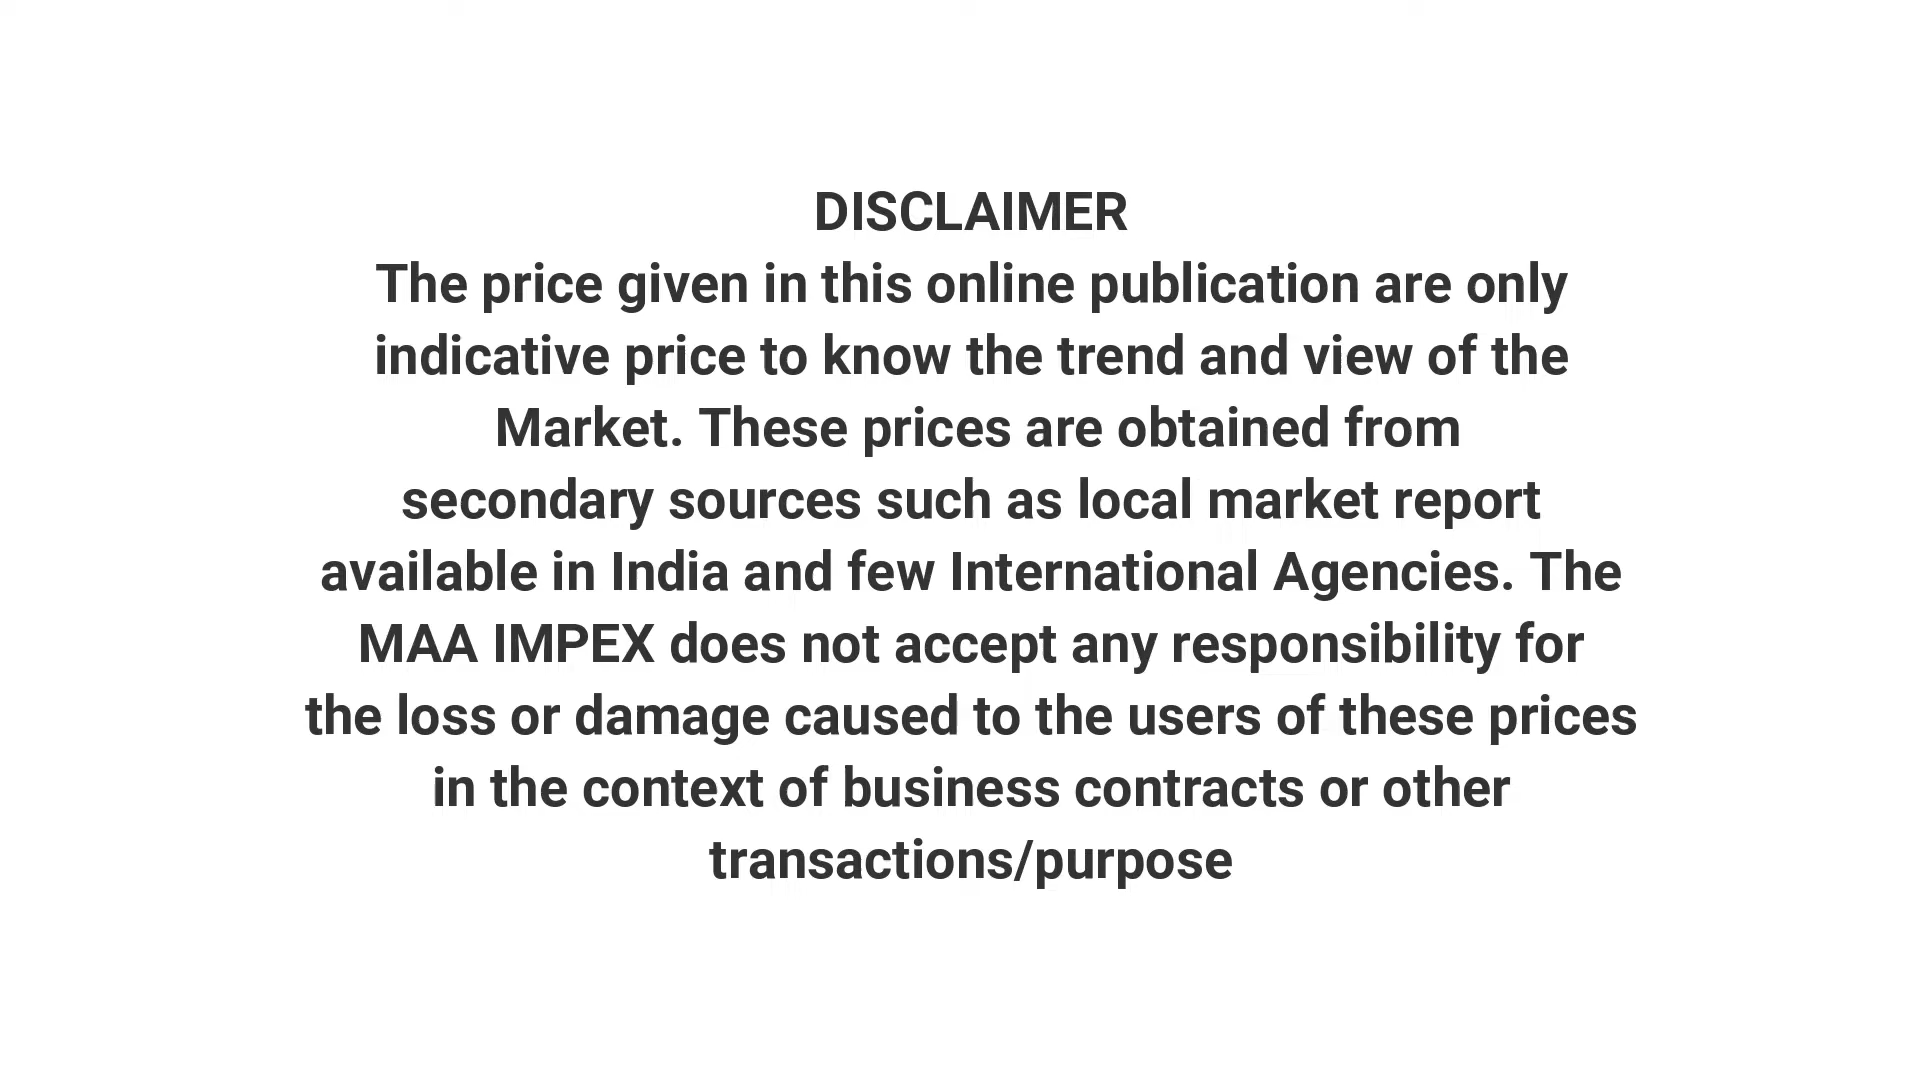 DISCLAIMER
The price given in this online publication are only
indicative price to know the trend and view of the
Market. These prices are obtained from
secondary sources such as local market report
available in India and few International Agencies. The
MAA IMPEX does not accept any responsibility for
the loss or damage caused to the users of these prices
in the context of business contracts or other
transactions/purpose